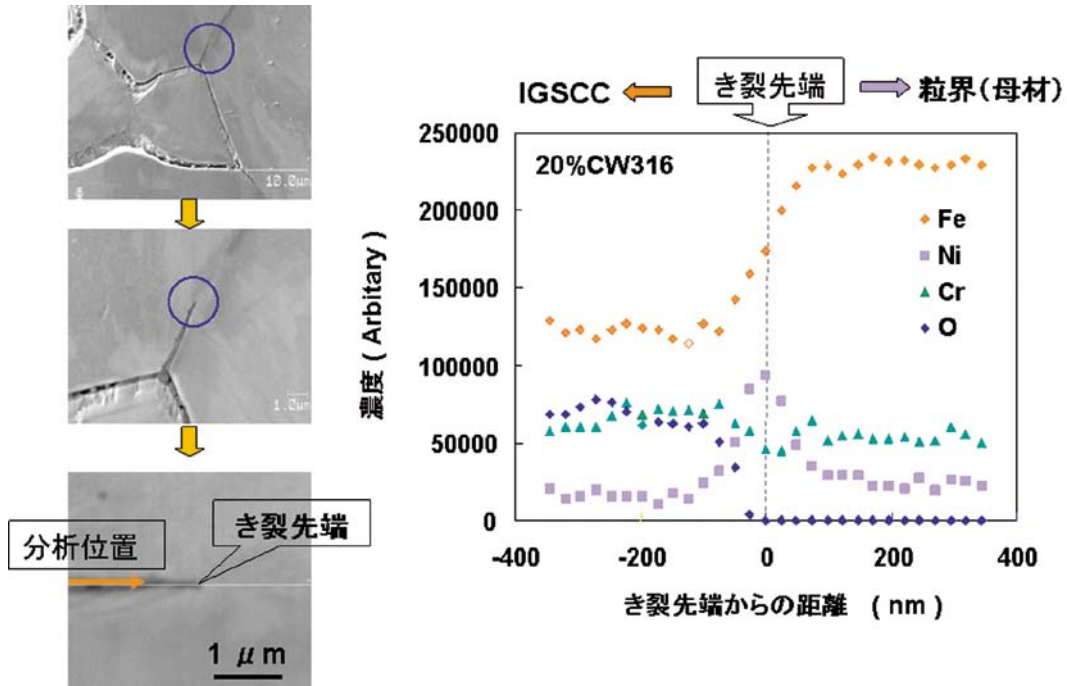 10.0μm
1.0μm
き裂先端
分析位置
1 μm
IGSCC
き裂先端
粒界(母材)
250000
200000
150000
100000
50000
0
濃度 ( Arbitary )
20%CW316
Fe
Ni
Cr
O
-400
-200
0
200
400
き裂先端からの距離 ( nm )